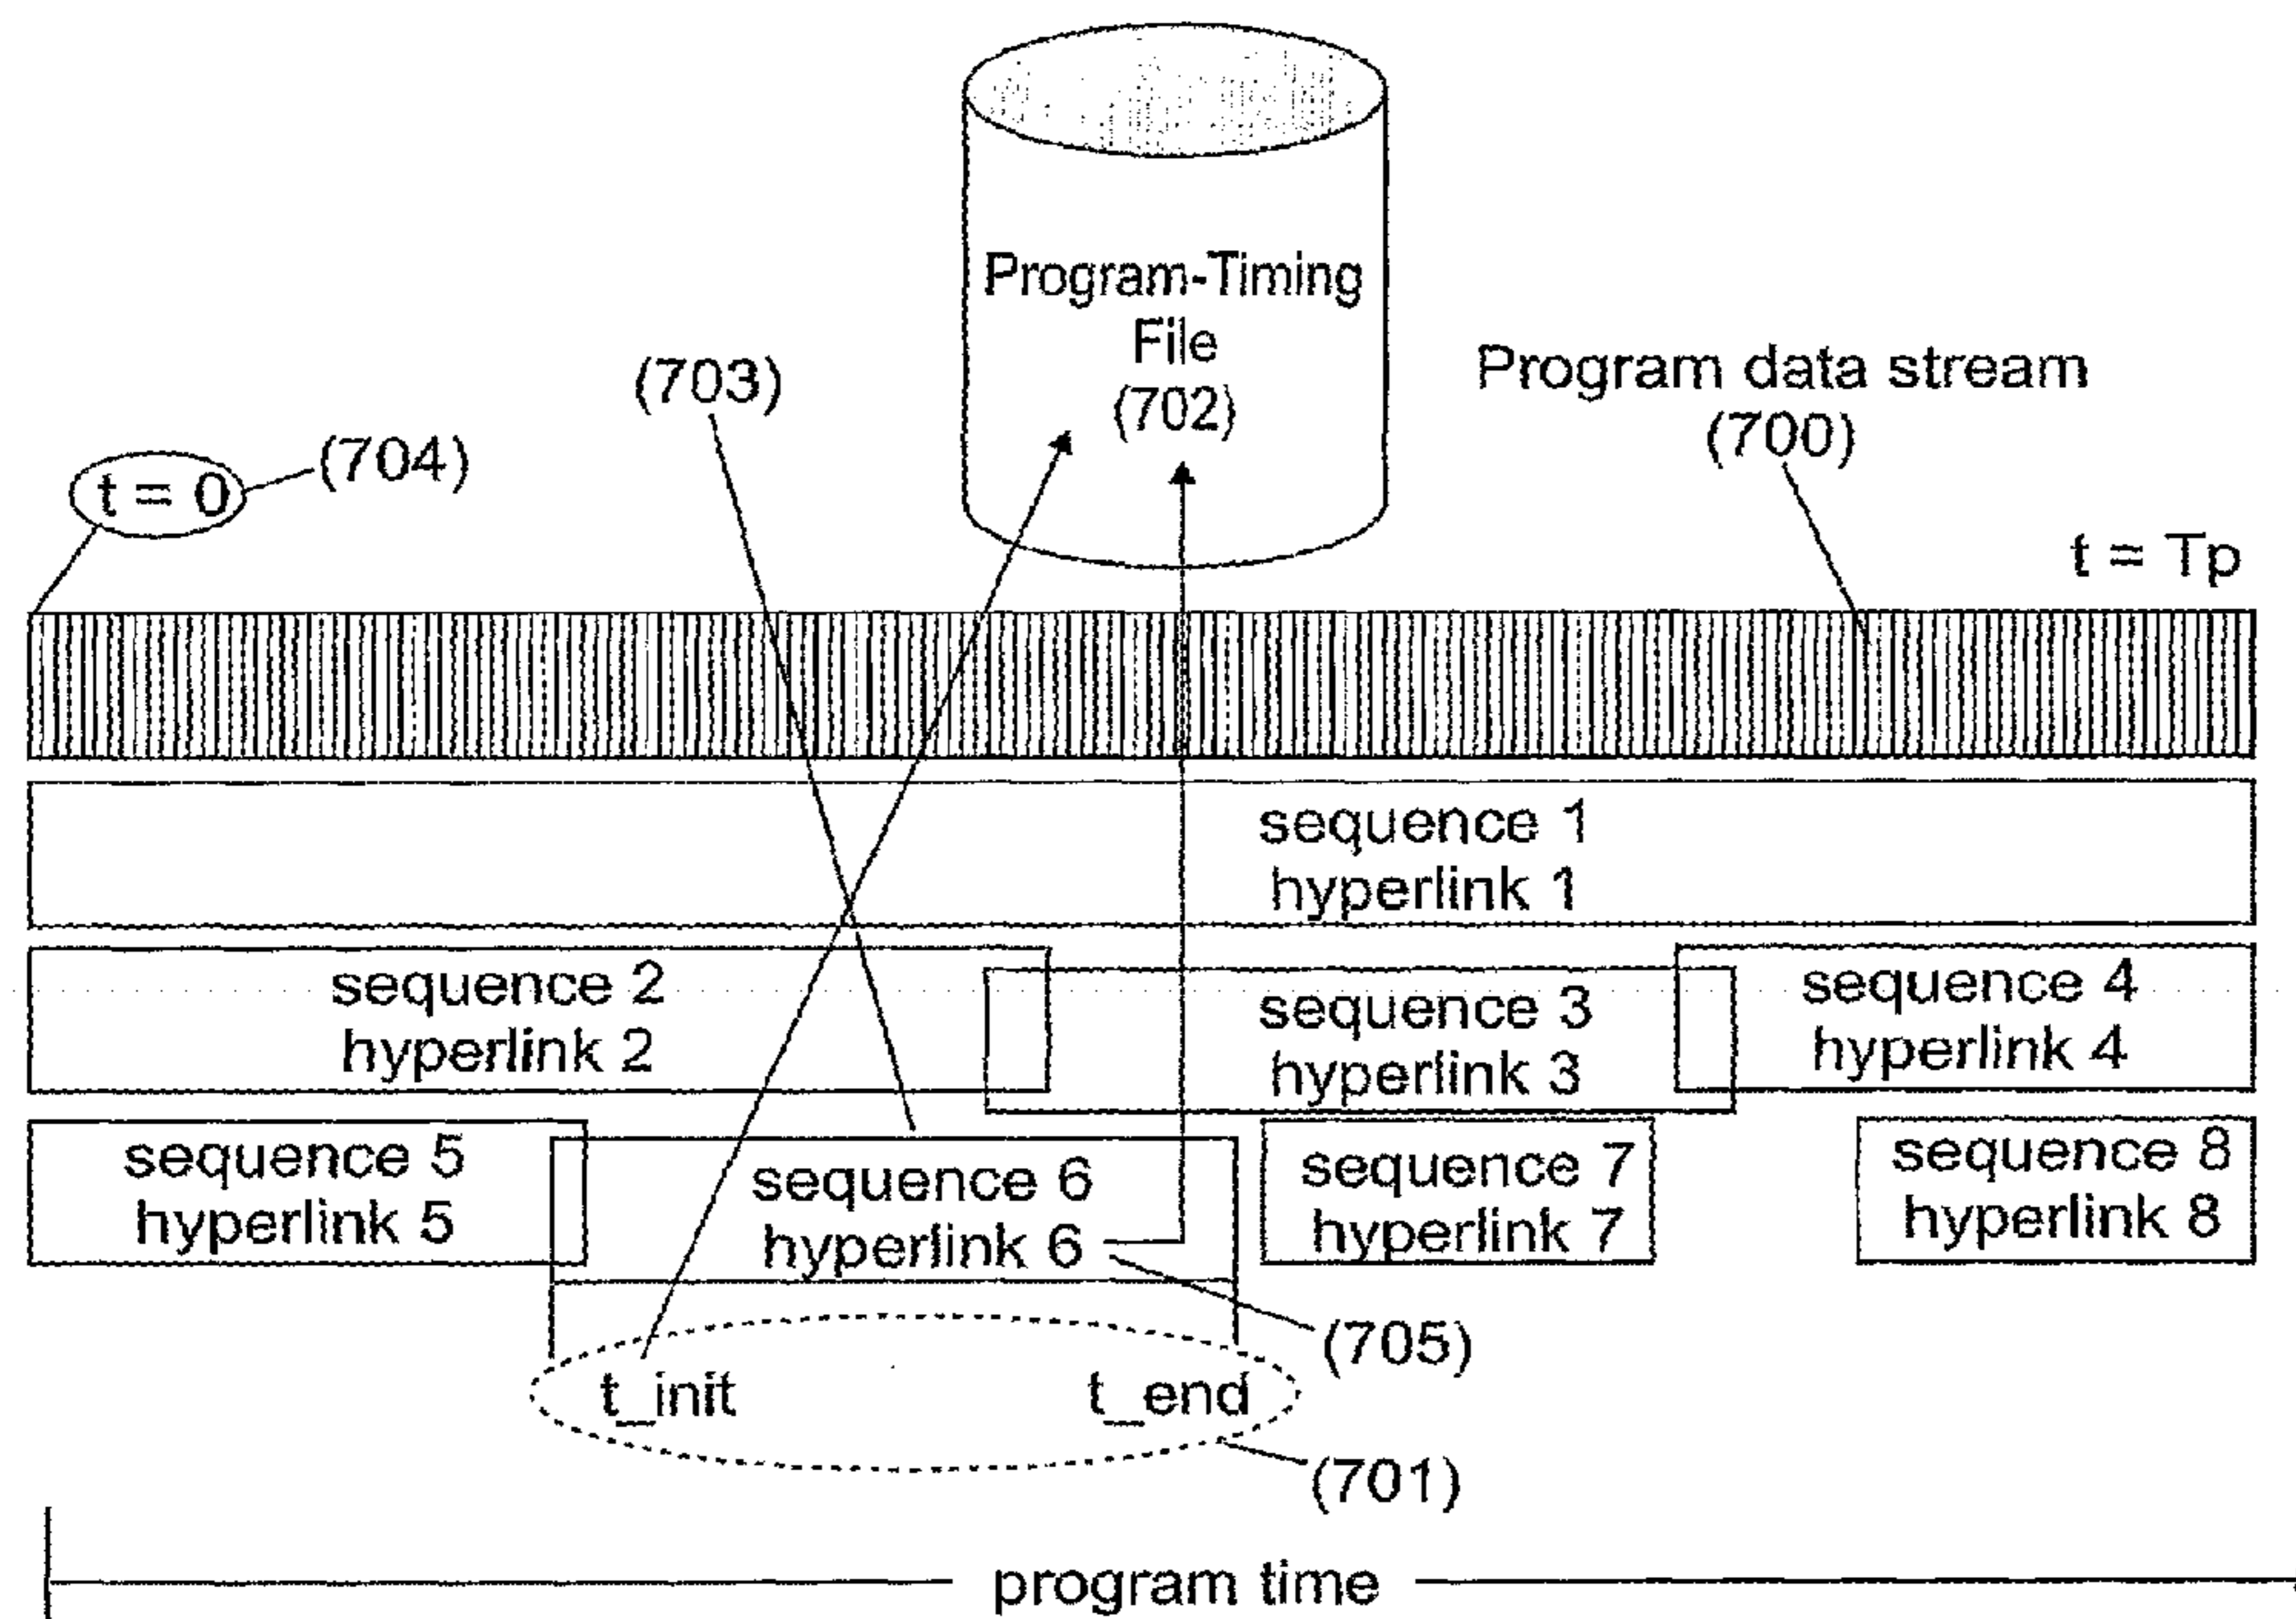 Program-Timing
File
(702)
(703)
Program data stream
(700)
t = 0
(704)
t = Tp
sequence 1
hyperlink 1
sequence 2
hyperlink 2
sequence 3
hyperlink 3
sequence 4
hyperlink 4
sequence 5
hyperlink 5
sequence 6
hyperlink 6
sequence 7
hyperlink 7
sequence 8
hyperlink 8
(705)
t_init
t_end
(701)
program time